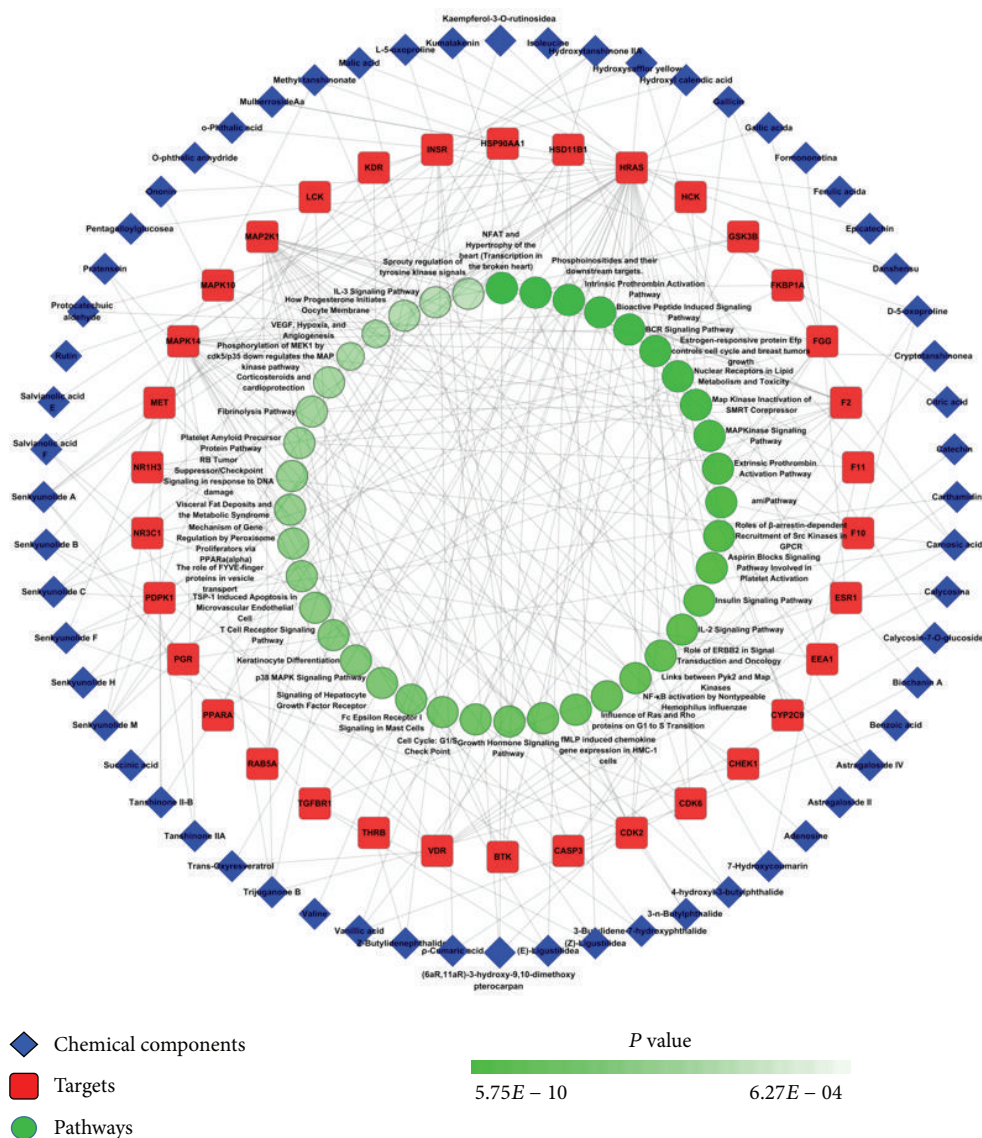 Kaempferol-3-O-rutinosidea
Isoleucine
Hydroxytanshinone IIA
Hydroxysafflor yellow
Hydroxyl calendic acid
Gallicin
Gallic acida
Formononetina
Ferulic acida
Epicatechin
Danshensu
D-5-oxoproline
Cryptotanshinonea
Citric acid
Catechin
Carthamidin
Carnosic acid
Calycosina
Calycosin-7-O-glucoside
Biochanin A
Benzoic acid
Astragaloside IV
Astragaloside II
Adenosine
7-Hydroxycoumarin
4-hydroxyl-3-butylphthalide
3-n-Butylphthalide
3-Butylidene-7-hydroxyphthalide
(Z)-Ligustilidea
(E)-Ligustilidea
(6aR,11aR)-3-hydroxy-9,10-dimethoxy
pterocarpan
ρ-Cumaric acid
Z-Butylidenephthalide
Vanillic acid
Valine
Trijuganone B
Trans-Oxyresveratrol
Tanshinone IIA
Tanshinone II-B
Succinic acid
Senkyunolide M
Senkyunolide H
Senkyunolide F
Senkyunolide C
Senkyunolide B
Senkyunolide A
Salvianolic acid
F
Salvianolic acid
E
Rutin
Protocatechuic
aldehyde
Protensein
Pentagalloylglucosea
Ononin
O-phthalic anhydride
o-Phthalic acid
MulberrosideAa
Methyltanshinonate
Malic acid
L-5-oxoproline
Kumatakenin
HSP90AA1
HSD11B1
HRAS
HCK
GSK3B
FKBP1A
FGG
F2
F11
F10
ESR1
EEA1
CYP2C9
CHEK1
CDK6
CDK2
CASP3
BTK
VDR
THRB
TGFBR1
RAB5A
PPARA
PGR
PDPK1
NR3C1
NR1H3
MET
MAPK14
MAPK10
MAP2K1
LCK
KDR
INSR
NFAT and
Hypertrophy of the
heart (Transcription in
the broken heart)
Phosphoinositides and their
downstream targets.
Intrinsic Prothrombin Activation
Pathway
Bioactive Peptide Induced Signaling
Pathway
BCR Signaling Pathway
Estrogen-responsive protein Efp
controls cell cycle and breast tumors
growth
Nuclear Receptors in Lipid
Metabolism and Toxicity
Map Kinase Inactivation of
SMRT Corepressor
MAPKinase Signaling
Pathway
Extrinsic Prothrombin
Activation Pathway
amiPathway
Roles of β-arrestin-dependent
Recruitment of Src Kinases in
GPCR
Aspirin Blocks Signaling
Pathway Involved in
Platelet Activation
Insulin Signaling Pathway
IL-2 Signaling Pathway
Role of ERBB2 in Signal
Transduction and Oncology
Links between Pyk2 and Map
Kinases
NF-κB activation by Nontypeable
Hemophilus influenzae
Influence of Ras and Rho
proteins on G1 to S Transition
fMLP induced chemokine
gene expression in HMC-1
cells
Growth Hormone Signaling
Pathway
Cell Cycle: G1/S
Check Point
Fc Epsilon Receptor I
Signaling in Mast Cells
Signaling of Hepatocyte
Growth Factor Receptor
p38 MAPK Signaling Pathway
Keratinocyte Differentiation
T Cell Receptor Signaling
Pathway
TSP-1 Induced Apoptosis in
Microvascular Endothelial
Cell
The role of FYVE-finger
proteins in vesicle
transport
Mechanism of Gene
Regulation by Peroxisome
Proliferators via
PPARa(alpha)
Visceral Fat Deposits and
the Metabolic Syndrome
RB Tumor
Suppressor/Checkpoint
Signaling in response to DNA
damage
Platelet Amyloid Precursor
Protein Pathway
Fibrinolysis Pathway
Corticosteroids and
cardioprotection
Phosphorylation of MEK1 by
cdk5/p35 down regulates the MAP
kinase pathway
VEGF, Hypoxia, and
Angiogenesis
How Progesterone Initiates
Oocyte Membrane
IL-3 Signaling Pathway
Sprouty regulation of
tyrosine kinase signals
Chemical components
Targets
Pathways
P value
5.75E − 10
6.27E − 04